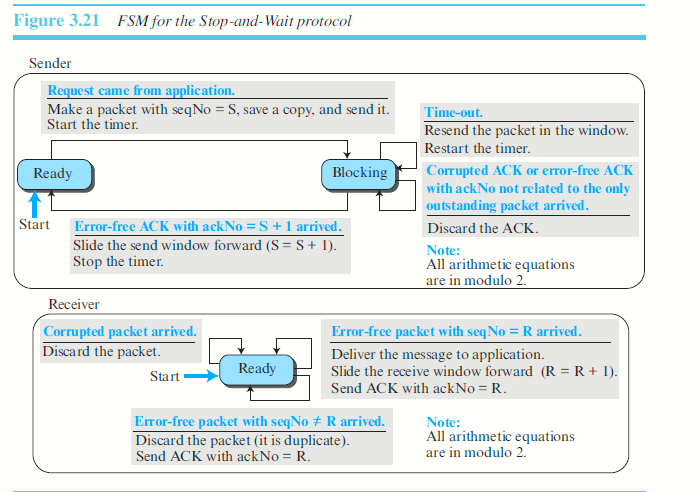 Figure 3.21 FSM for the Stop-and-Wait protocol
Sender
Request came from application.
Make a packet with seqNo = S, save a copy, and send it.
Start the timer.
Time-out.
Resend the packet in the window.
Restart the timer.
Ready
Blocking
Corrupted ACK or error-free ACK
with ackNo not related to the only
outstanding packet arrived.
Discard the ACK.
Start
Error-free ACK with ackNo = S + 1 arrived.
Slide the send window forward (S = S + 1).
Stop the timer.
Note:
All arithmetic equations
are in modulo 2.
Receiver
Corrupted packet arrived.
Discard the packet.
Start
Ready
Error-free packet with seqNo = R arrived.
Deliver the message to application.
Slide the receive window forward (R = R + 1).
Send ACK with ackNo = R.
Error-free packet with seqNo ≠ R arrived.
Discard the packet (it is duplicate).
Send ACK with ackNo = R.
Note:
All arithmetic equations
are in modulo 2.